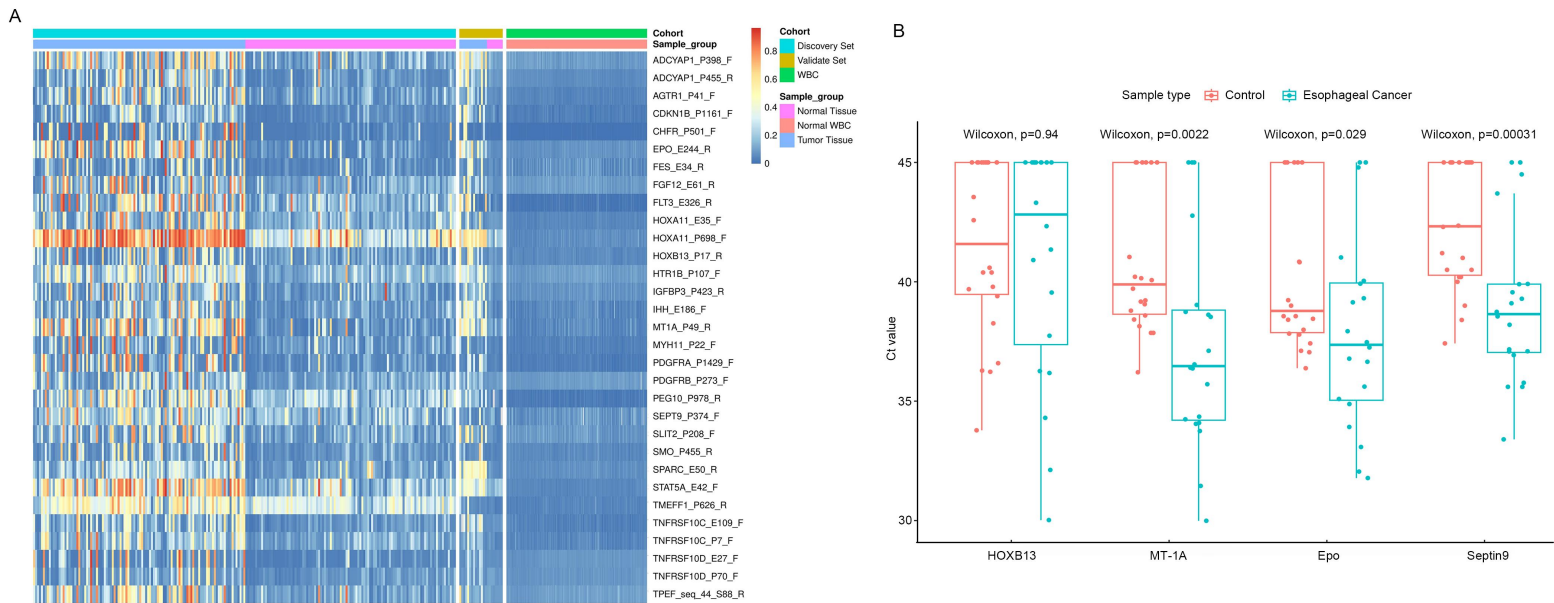 A
Cohort
Sample_group
ADCYAP1_P398_F
ADCYAP1_P455_R
AGTR1_P41_F
CDKN1B_P1161_F
CHFR_P501_F
EPO_E244_R
FES_E34_R
FGF12_E61_R
FLT3_E326_R
HOXA11_E35_F
HOXA11_P698_F
HOXB13_P17_R
HTR1B_P107_F
IGFBP3_P423_R
IHH_E186_F
MT1A_P49_R
MYH11_P22_F
PDGFRA_P1429_F
PDGFRB_P273_F
PEG10_P978_R
SEPT9_P374_F
SLIT2_P208_F
SMO_P455_R
SPARC_E50_R
STAT5A_E42_F
TMEFF1_P626_R
TNFRSF10C_E109_F
TNFRSF10C_P7_F
TNFRSF10D_E27_F
TNFRSF10D_P70_F
TPEF_seq_44_S88_R
0.8
0.6
0.4
0.2
0
Cohort
Discovery Set
Validate Set
WBC
Sample_group
Normal Tissue
Normal WBC
Tumor Tissue
B
Sample type Control Esophageal Cancer
Wilcoxon, p=0.94 Wilcoxon, p=0.0022 Wilcoxon, p=0.029 Wilcoxon, p=0.00031
Ct value
45
40
35
30
HOXB13 MT-1A Epo Septin9